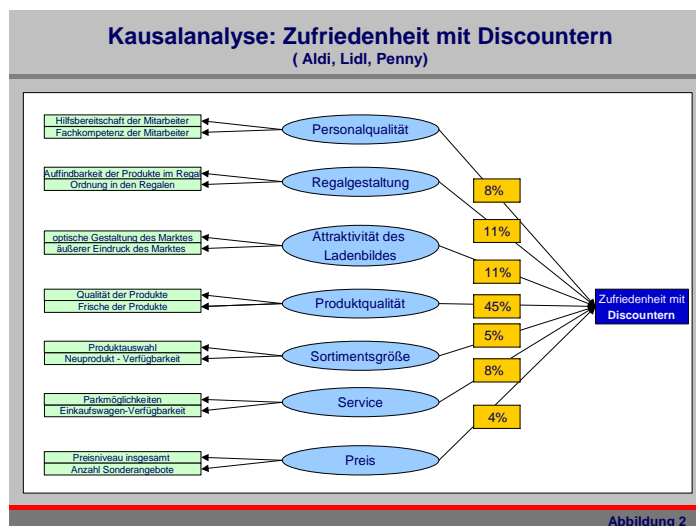 Kausalanalyse: Zufriedenheit mit Discountern
( Aldi, Lidl, Penny)
Hilfsbereitschaft der Mitarbeiter
Fachkompetenz der Mitarbeiter
Personalqualität
8%
Auffindbarkeit der Produkte im Regal
Ordnung in den Regalen
Regalgestaltung
11%
optische Gestaltung des Marktes
äußerer Eindruck des Marktes
Attraktivität des
Ladenbildes
11%
Qualität der Produkte
Frische der Produkte
Produktqualität
45%
Zufriedenheit mit
Discountern
Produktauswahl
Neuprodukt - Verfügbarkeit
Sortimentsgröße
5%
Parkmöglichkeiten
Einkaufswagen-Verfügbarkeit
Service
8%
Preisniveau insgesamt
Anzahl Sonderangebote
Preis
4%
Abbildung 2